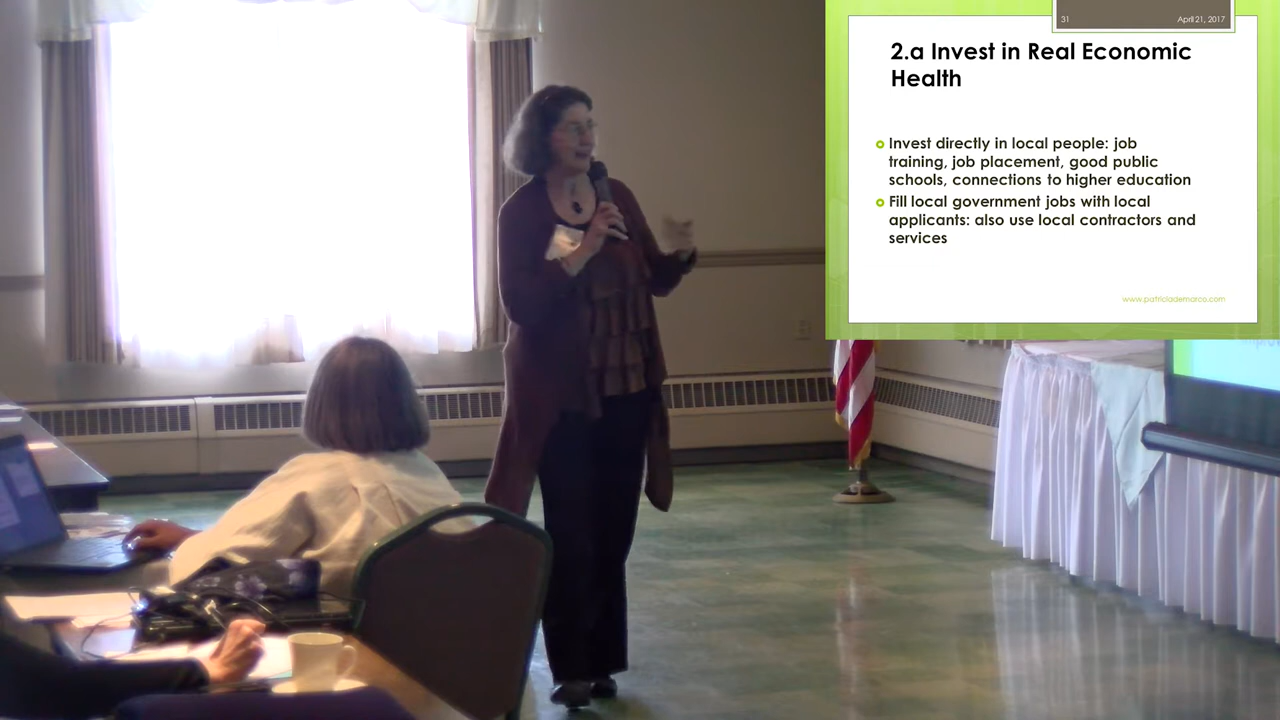 31 April 21, 2017
2.a Invest in Real Economic
Health
Invest directly in local people: job
training, job placement, good public
schools, connections to higher education
Fill local government jobs with local
applicants: also use local contractors and
services
www.patriciademarco.com